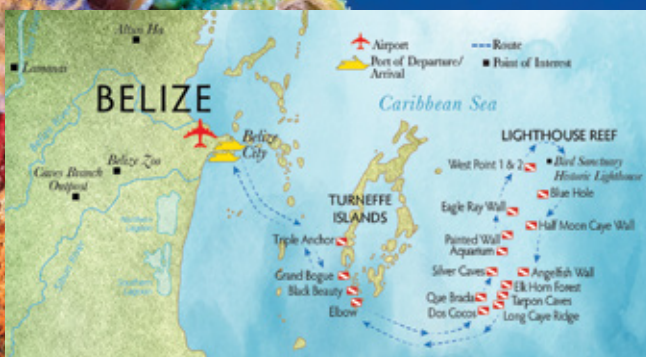 Altun Ha
Lamanai
BELIZE
Belize
City
Belize Zoo
Caves Branch
Outpost
Airport
Port of Departure/
Arrival
Route
Point of Interest
Caribbean Sea
LIGHTHOUSE REEF
West Point 1 & 2
Bird Sanctuary
Historic Lighthouse
Blue Hole
TURNEFFE
ISLANDS
Eagle Ray Wall
Half Moon Caye Wall
Triple Anchor
Painted Wall
Aquarium
Grand Bogue
Silver Caves
Angelfish Wall
Black Beauty
Elk Horn Forest
Elbow
Que Brada
Tarpon Caves
Dos Cocos
Long Caye Ridge